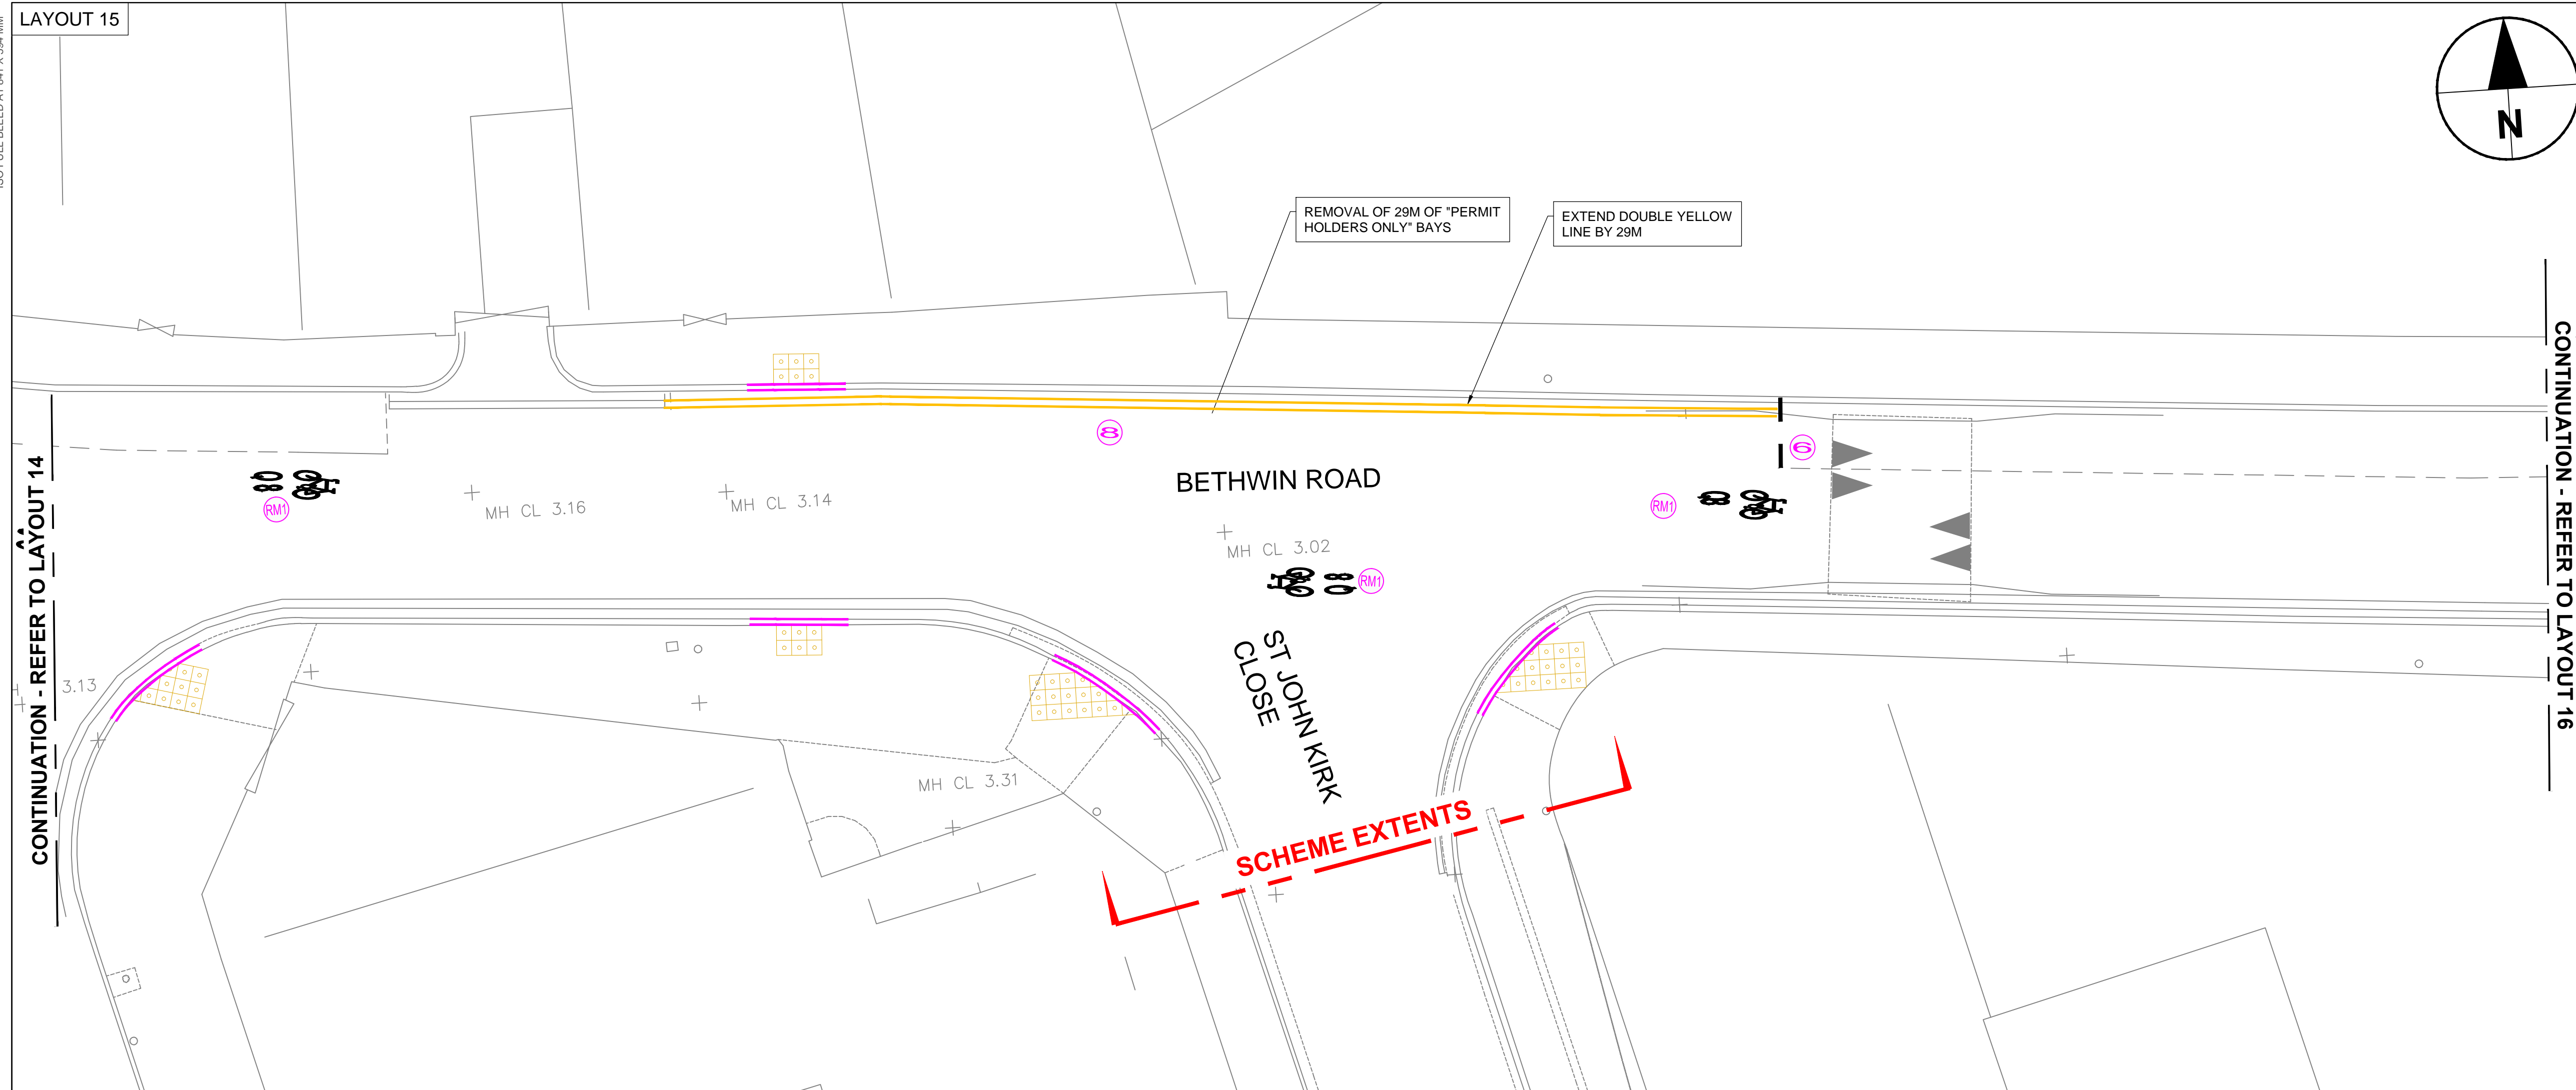 LAYOUT 15
N
REMOVAL OF 29M OF "PERMIT
HOLDERS ONLY" BAYS
EXTEND DOUBLE YELLOW
LINE BY 29M
CONTINUATION - REFER TO LAYOUT 14
CONTINUATION - REFER TO LAYOUT 16
8
6
BETHWIN ROAD
Q8
QW1
RM1
MH CL 3.16
MH CL 3.14
MH CL 3.02
RM1
RM1
3.13
ST JOHN KIRK
CLOSE
MH CL 3.31
SCHEME EXTENTS